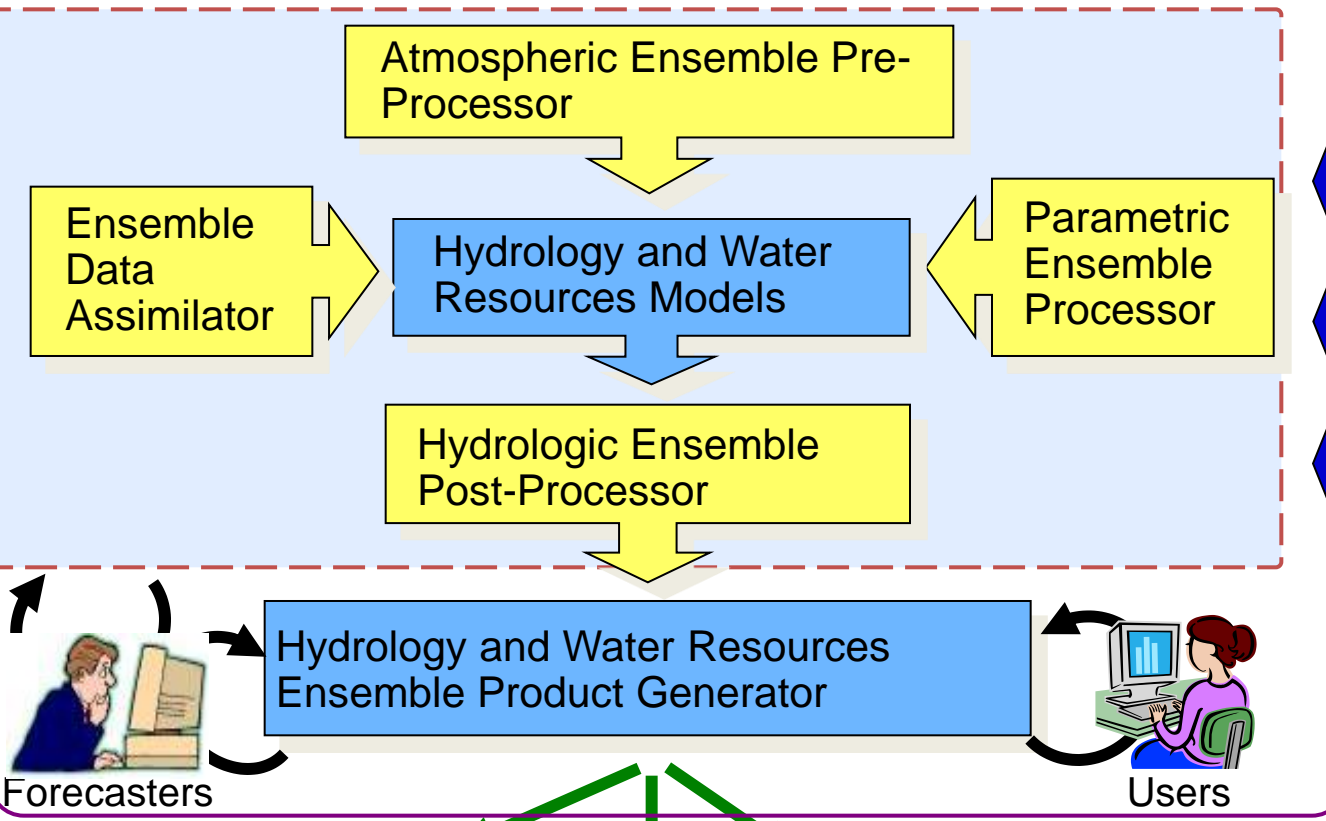 Atmospheric Ensemble Pre-
Processor
Ensemble
Data
Assimilator
Hydrology and Water
Resources Models
Parametric
Ensemble
Processor
Hydrologic Ensemble
Post-Processor
Hydrology and Water Resources
Ensemble Product Generator
Forecasters
Users